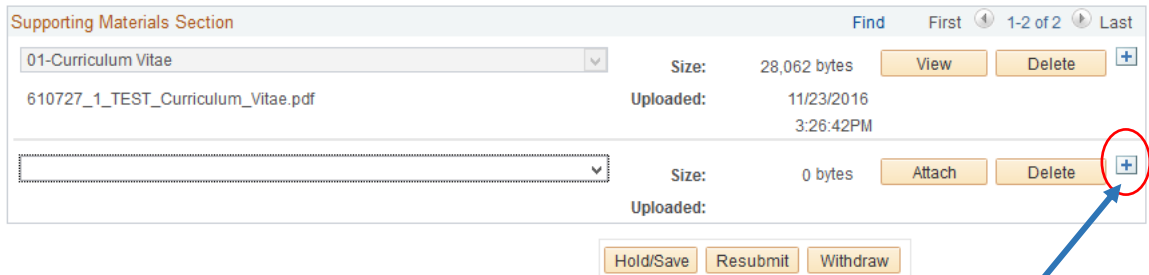 Supporting Materials Section Find First 1-2 of 2 Last
01-Curriculum Vitae Size: 28,062 bytes View Delete +
610727_1_TEST_Curriculum_Vitae.pdf Uploaded: 11/23/2016
3:26:42PM
Size: 0 bytes Attach Delete +
Uploaded:
Hold/Save Resubmit Withdraw